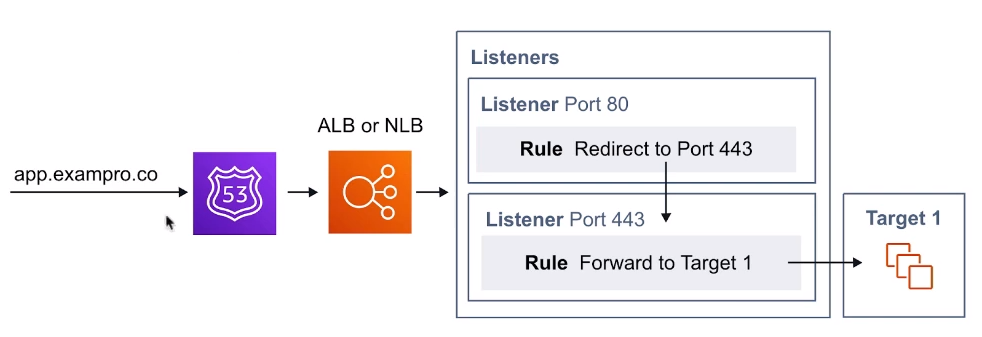 app.exampro.co
53
ALB or NLB
Listeners
Listener Port 80
Rule Redirect to Port 443
Listener Port 443
Rule Forward to Target 1
Target 1